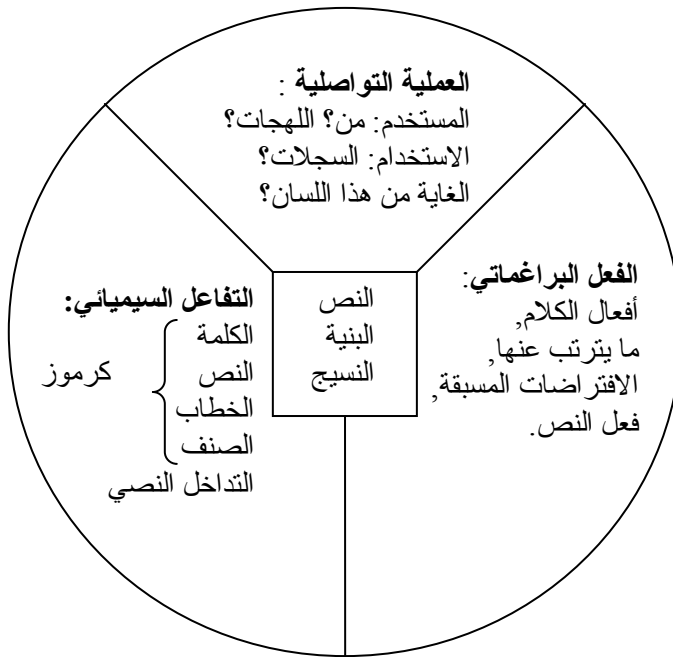 العملية التواصلية :
المستخدم: من؟ اللهجات؟
الاستخدام: السجلات؟
الغاية من هذا اللسان؟
الفعل البراغماتي:
أفعال الكلام,
ما يترتب عنها,
الافتراضات المسبقة,
فعل النص.
النص
البنية
النسيج
التفاعل السيميائي:
الكلمة
النص
الخطاب
الصنف
كرموز
التداخل النصي